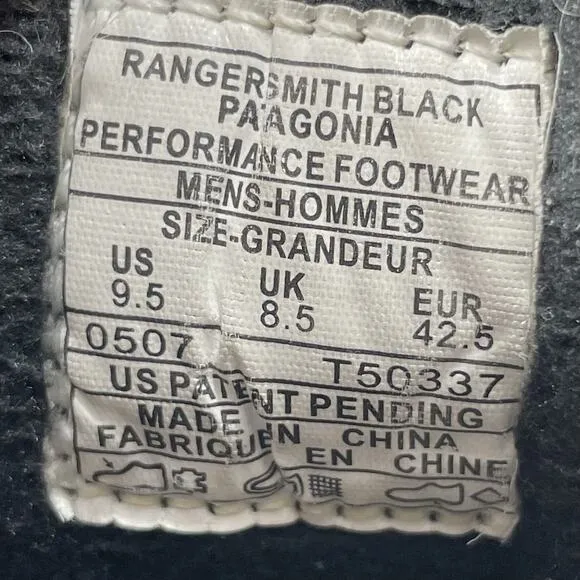 RANGERSMITH BLACK
PATAGONIA
PERFORMANCE FOOTWEAR
MENS-HOMMES
SIZE-GRANDEUR
US UK EUR
9.5 8.5 42.5
0507 T50337
US PATENT PENDING
MADE IN CHINA
FABRIQUE EN CHINE